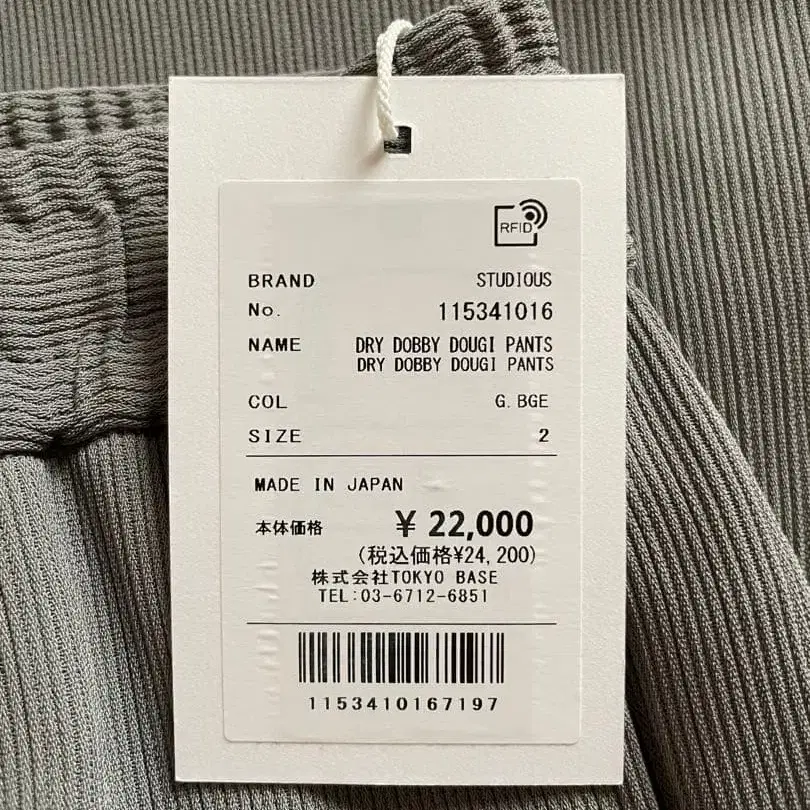 RFID
BRAND STUDIOUS
No. 115341016
NAME DRY DOBBY DOUGI PANTS
DRY DOBBY DOUGI PANTS
COL G.BGE
SIZE 2
MADE IN JAPAN
本体価格 ¥ 22,000
(税込価格¥24,200)
株式会社TOKYO BASE
TEL:03-6712-6851
1153410167197